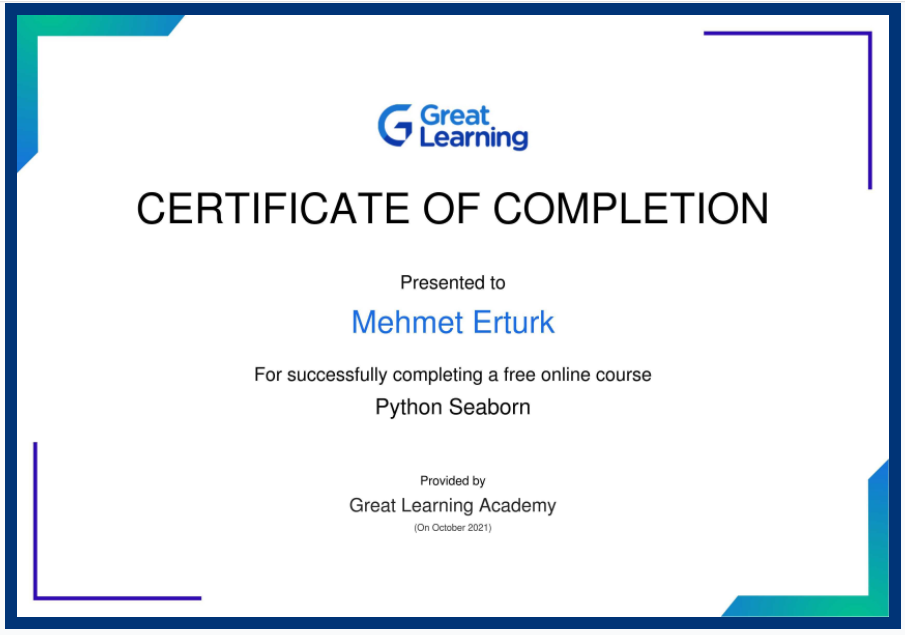 Great
Learning
CERTIFICATE OF COMPLETION
Presented to
Mehmet Erturk
For successfully completing a free online course
Python Seaborn
Provided by
Great Learning Academy
(On October 2021)